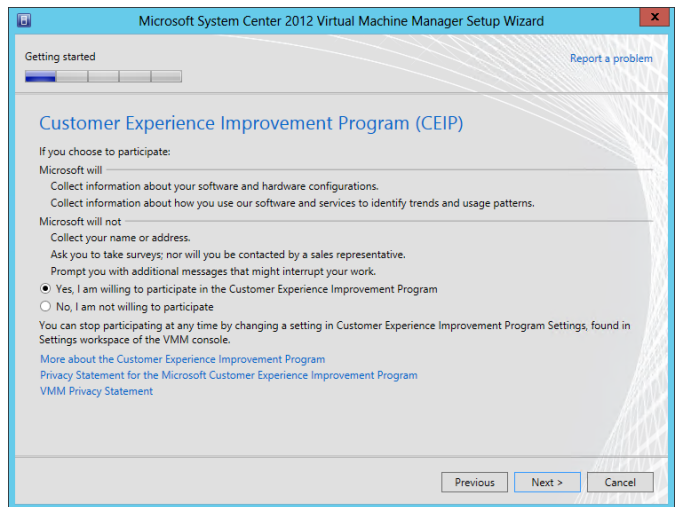 Microsoft System Center 2012 Virtual Machine Manager Setup Wizard
x
Getting started
Report a problem
Customer Experience Improvement Program (CEIP)
If you choose to participate:
Microsoft will
Collect information about your software and hardware configurations.
Collect information about how you use our software and services to identify trends and usage patterns.
Microsoft will not
Collect your name or address.
Ask you to take surveys; nor will you be contacted by a sales representative.
Prompt you with additional messages that might interrupt your work.
Yes, I am willing to participate in the Customer Experience Improvement Program
No, I am not willing to participate
You can stop participating at any time by changing a setting in Customer Experience Improvement Program Settings, found in
Settings workspace of the VMM console.
More about the Customer Experience Improvement Program
Privacy Statement for the Microsoft Customer Experience Improvement Program
VMM Privacy Statement
Previous
Next >
Cancel